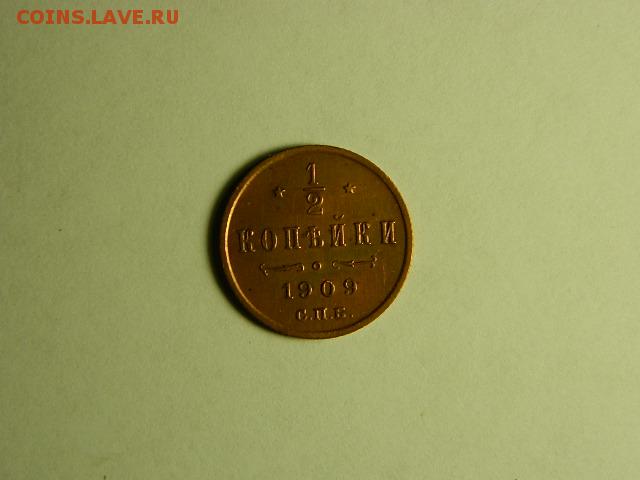 COINS.LAVE.RU
1/2
КОПѢЙКИ
1909
С.П.Б.